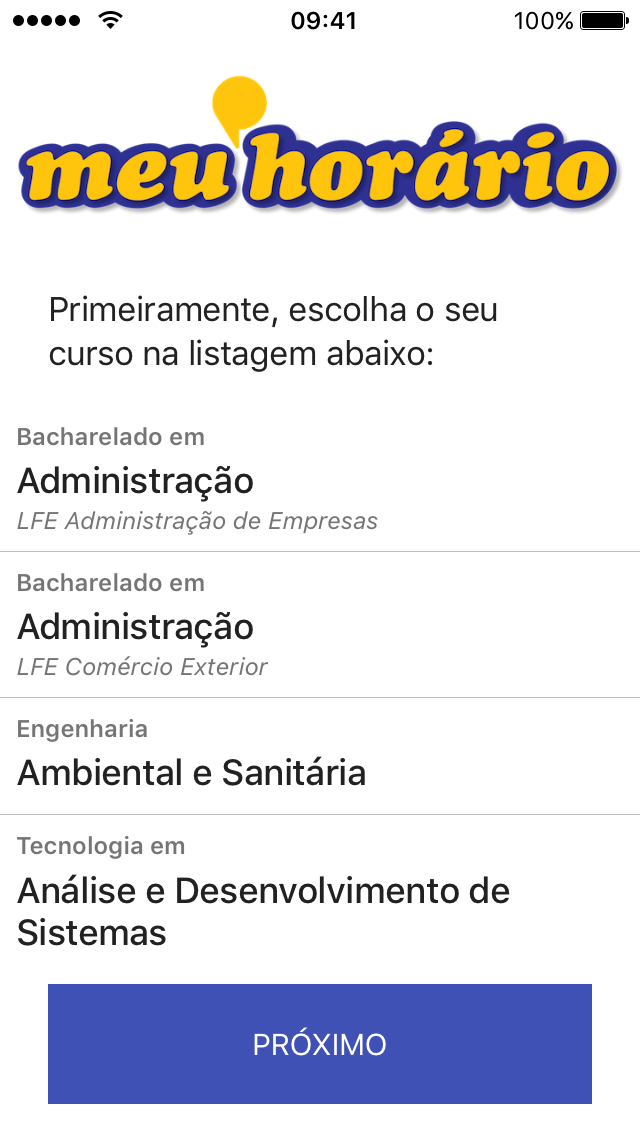 09:41
100%
meu horário
Primeiramente, escolha o seu
curso na listagem abaixo:
Bacharelado em
Administração
LFE Administração de Empresas
Bacharelado em
Administração
LFE Comércio Exterior
Engenharia
Ambiental e Sanitária
Tecnologia em
Análise e Desenvolvimento de
Sistemas
PRÓXIMO